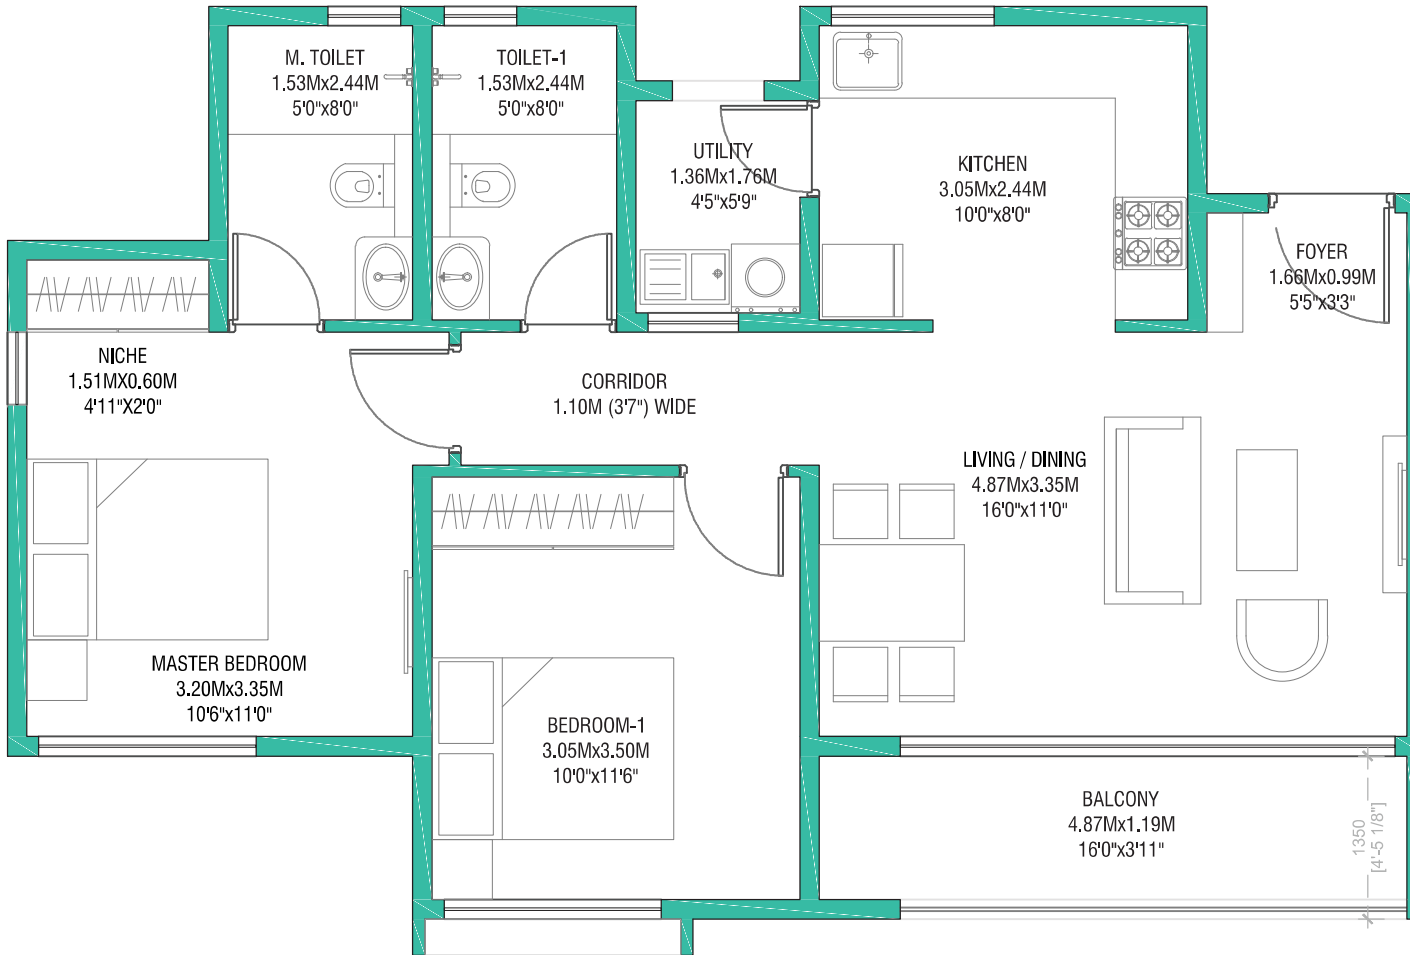 M. TOILET
1.53Mx2.44M
5'0"x8'0"
TOILET-1
1.53Mx2.44M
5'0"x8'0"
UTILITY
1.36Mx1.76M
4'5"x5'9"
KITCHEN
3.05Mx2.44M
10'0"x8'0"
FOYER
1.66Mx0.99M
5'5"x3'3"
NICHE
1.51MX0.60M
4'11"X2'0"
CORRIDOR
1.10M (3'7") WIDE
LIVING / DINING
4.87Mx3.35M
16'0"x11'0"
MASTER BEDROOM
3.20Mx3.35M
10'6"x11'0"
BEDROOM-1
3.05Mx3.50M
10'0"x11'6"
BALCONY
4.87Mx1.19M
16'0"x3'11"
1350
[4'-5 1/8"]